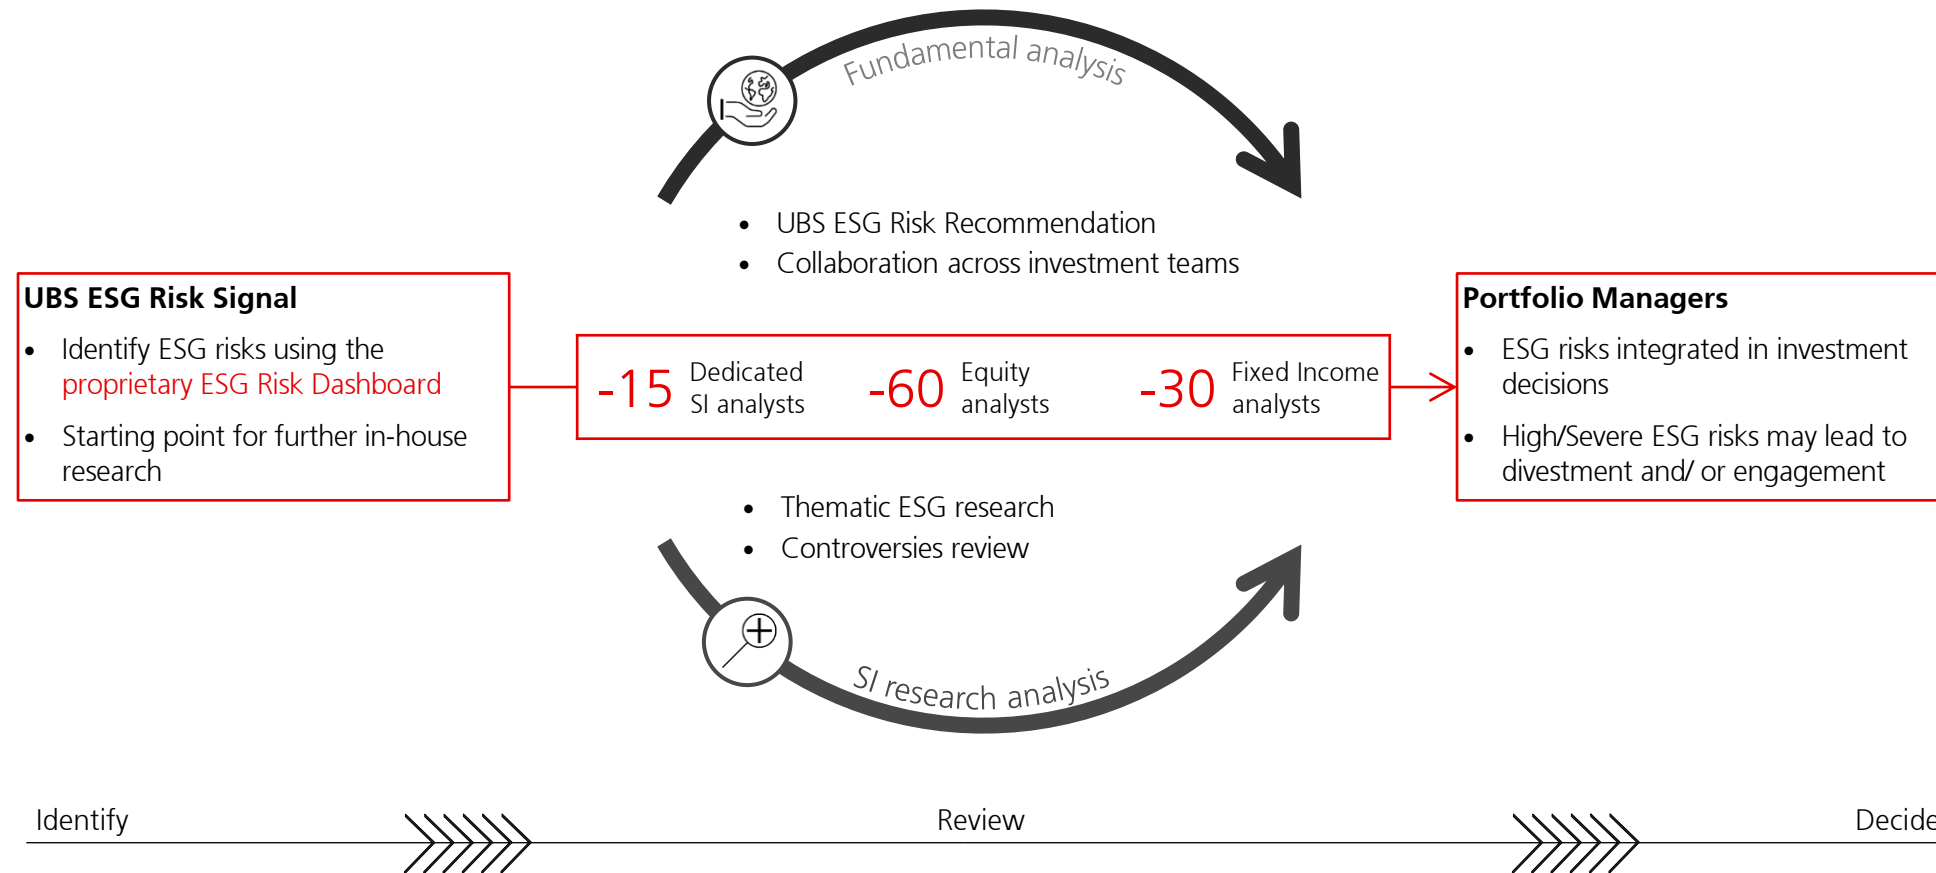 Fundamental analysis
• UBS ESG Risk Recommendation
• Collaboration across investment teams
UBS ESG Risk Signal
• Identify ESG risks using the
proprietary ESG Risk Dashboard
• Starting point for further in-house
research
-15 Dedicated
SI analysts
-60 Equity
analysts
-30 Fixed Income
analysts
Portfolio Managers
• ESG risks integrated in investment
decisions
• High/Severe ESG risks may lead to
divestment and/ or engagement
• Thematic ESG research
• Controversies review
SI research analysis
Identify
Review
Decide